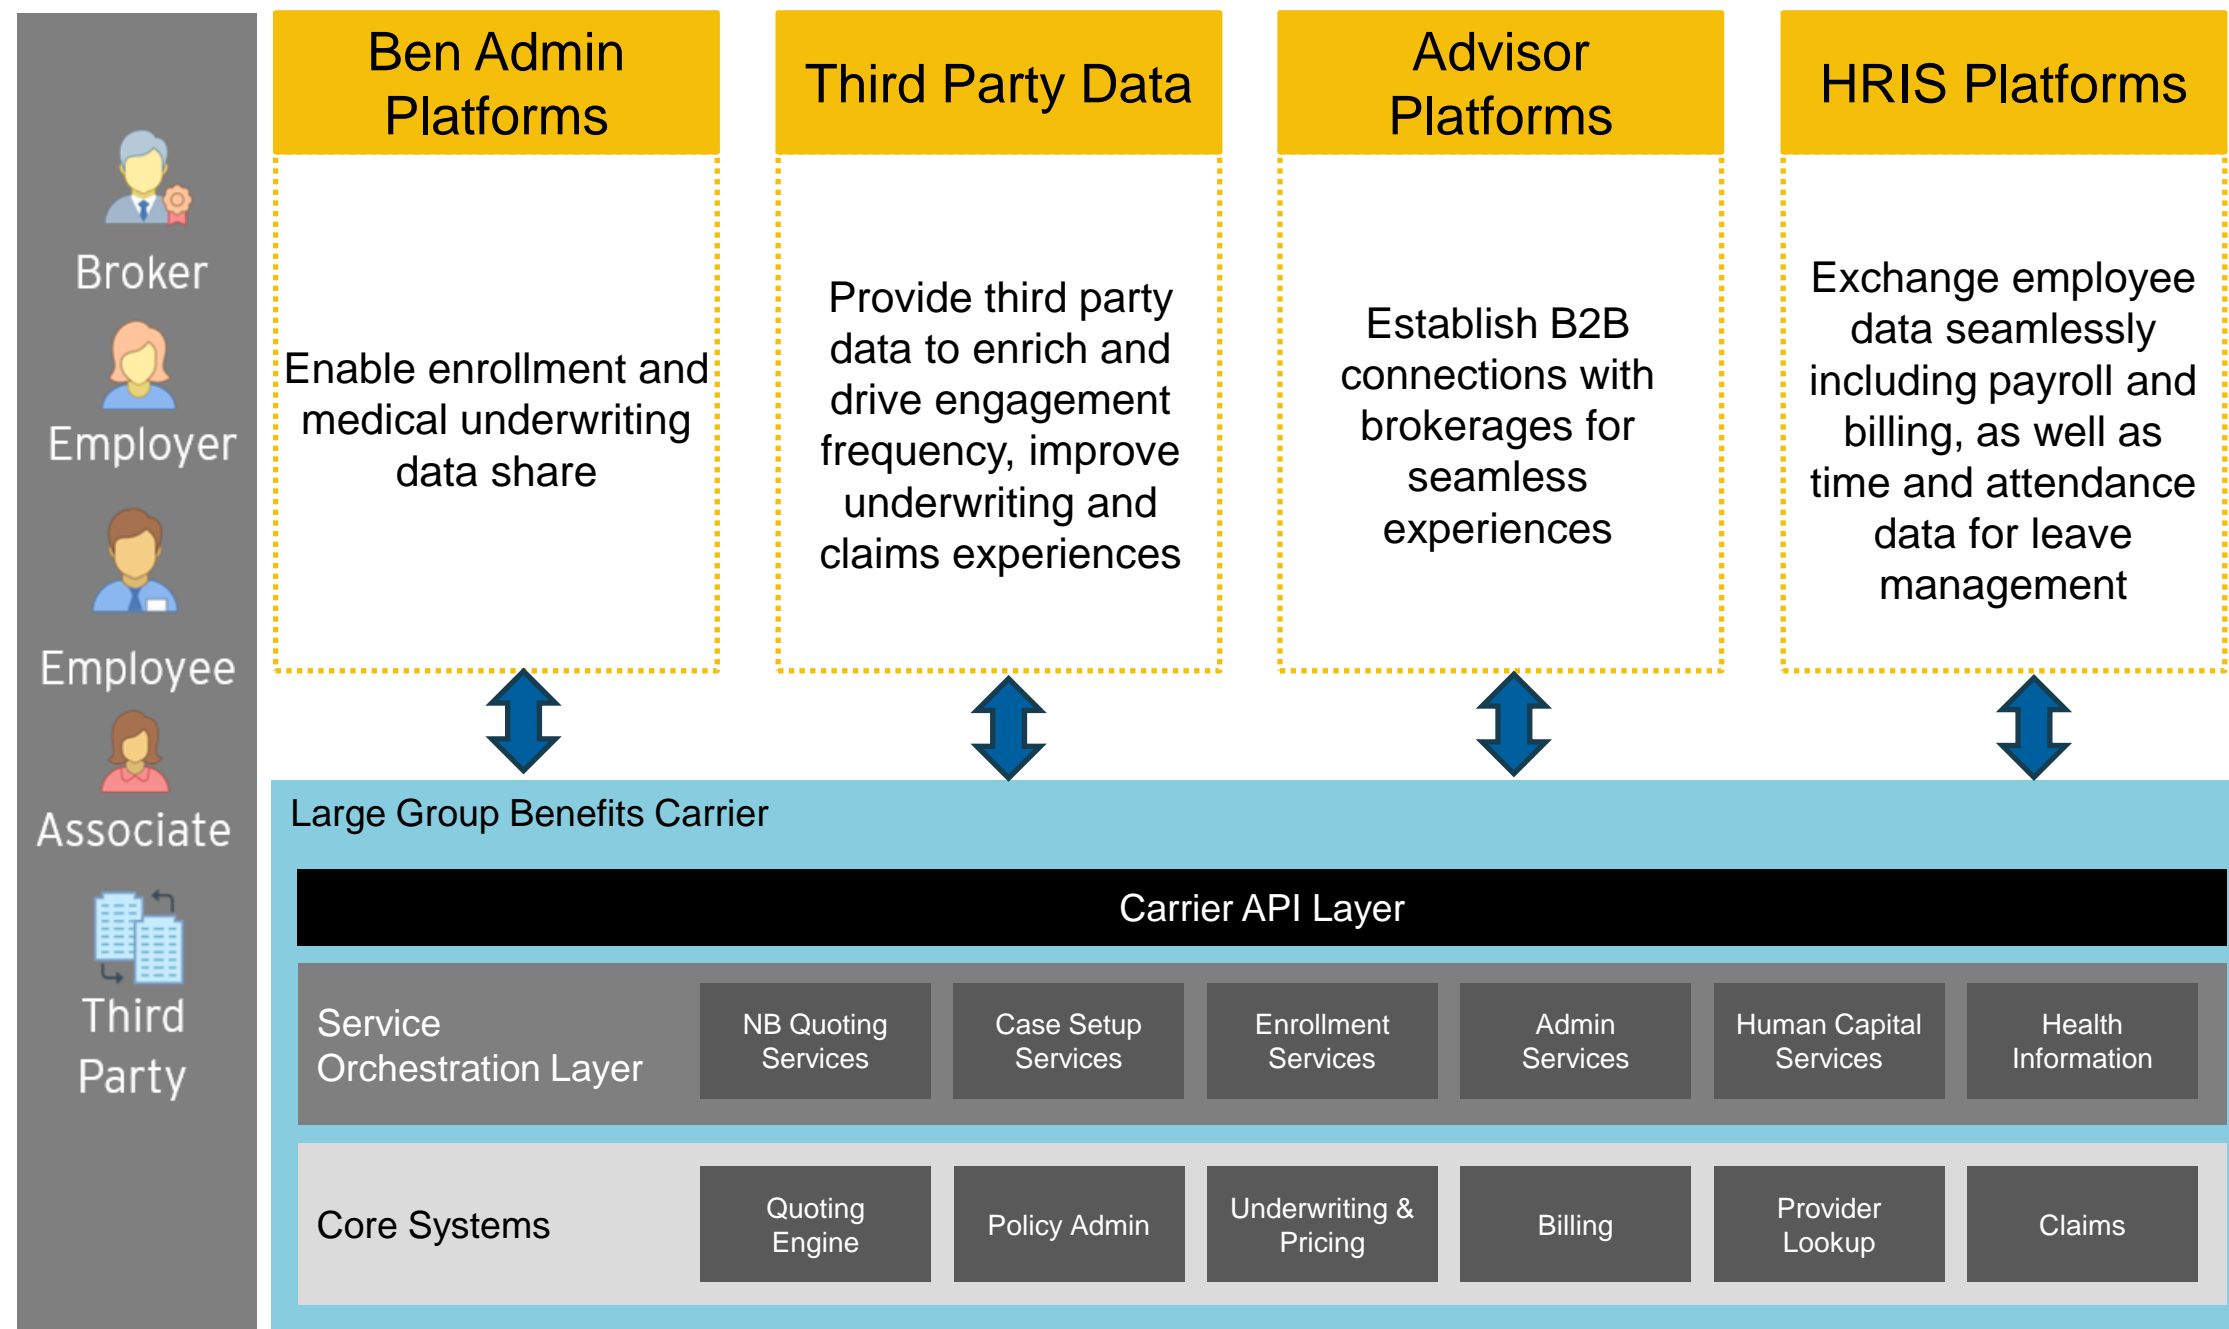 Broker
Employer
Employee
Associate
Third
Party
Ben Admin
Platforms
Enable enrollment and
medical underwriting
data share
Third Party Data
Provide third party
data to enrich and
drive engagement
frequency, improve
underwriting and
claims experiences
Advisor
Platforms
Establish B2B
connections with
brokerages for
seamless
experiences
HRIS Platforms
Exchange employee
data seamlessly
including payroll and
billing, as well as
time and attendance
data for leave
management
Large Group Benefits Carrier
Carrier API Layer
Service
Orchestration Layer
NB Quoting
Services
Case Setup
Services
Enrollment
Services
Admin
Services
Human Capital
Services
Health
Information
Core Systems
Quoting
Engine
Policy Admin
Underwriting &
Pricing
Billing
Provider
Lookup
Claims